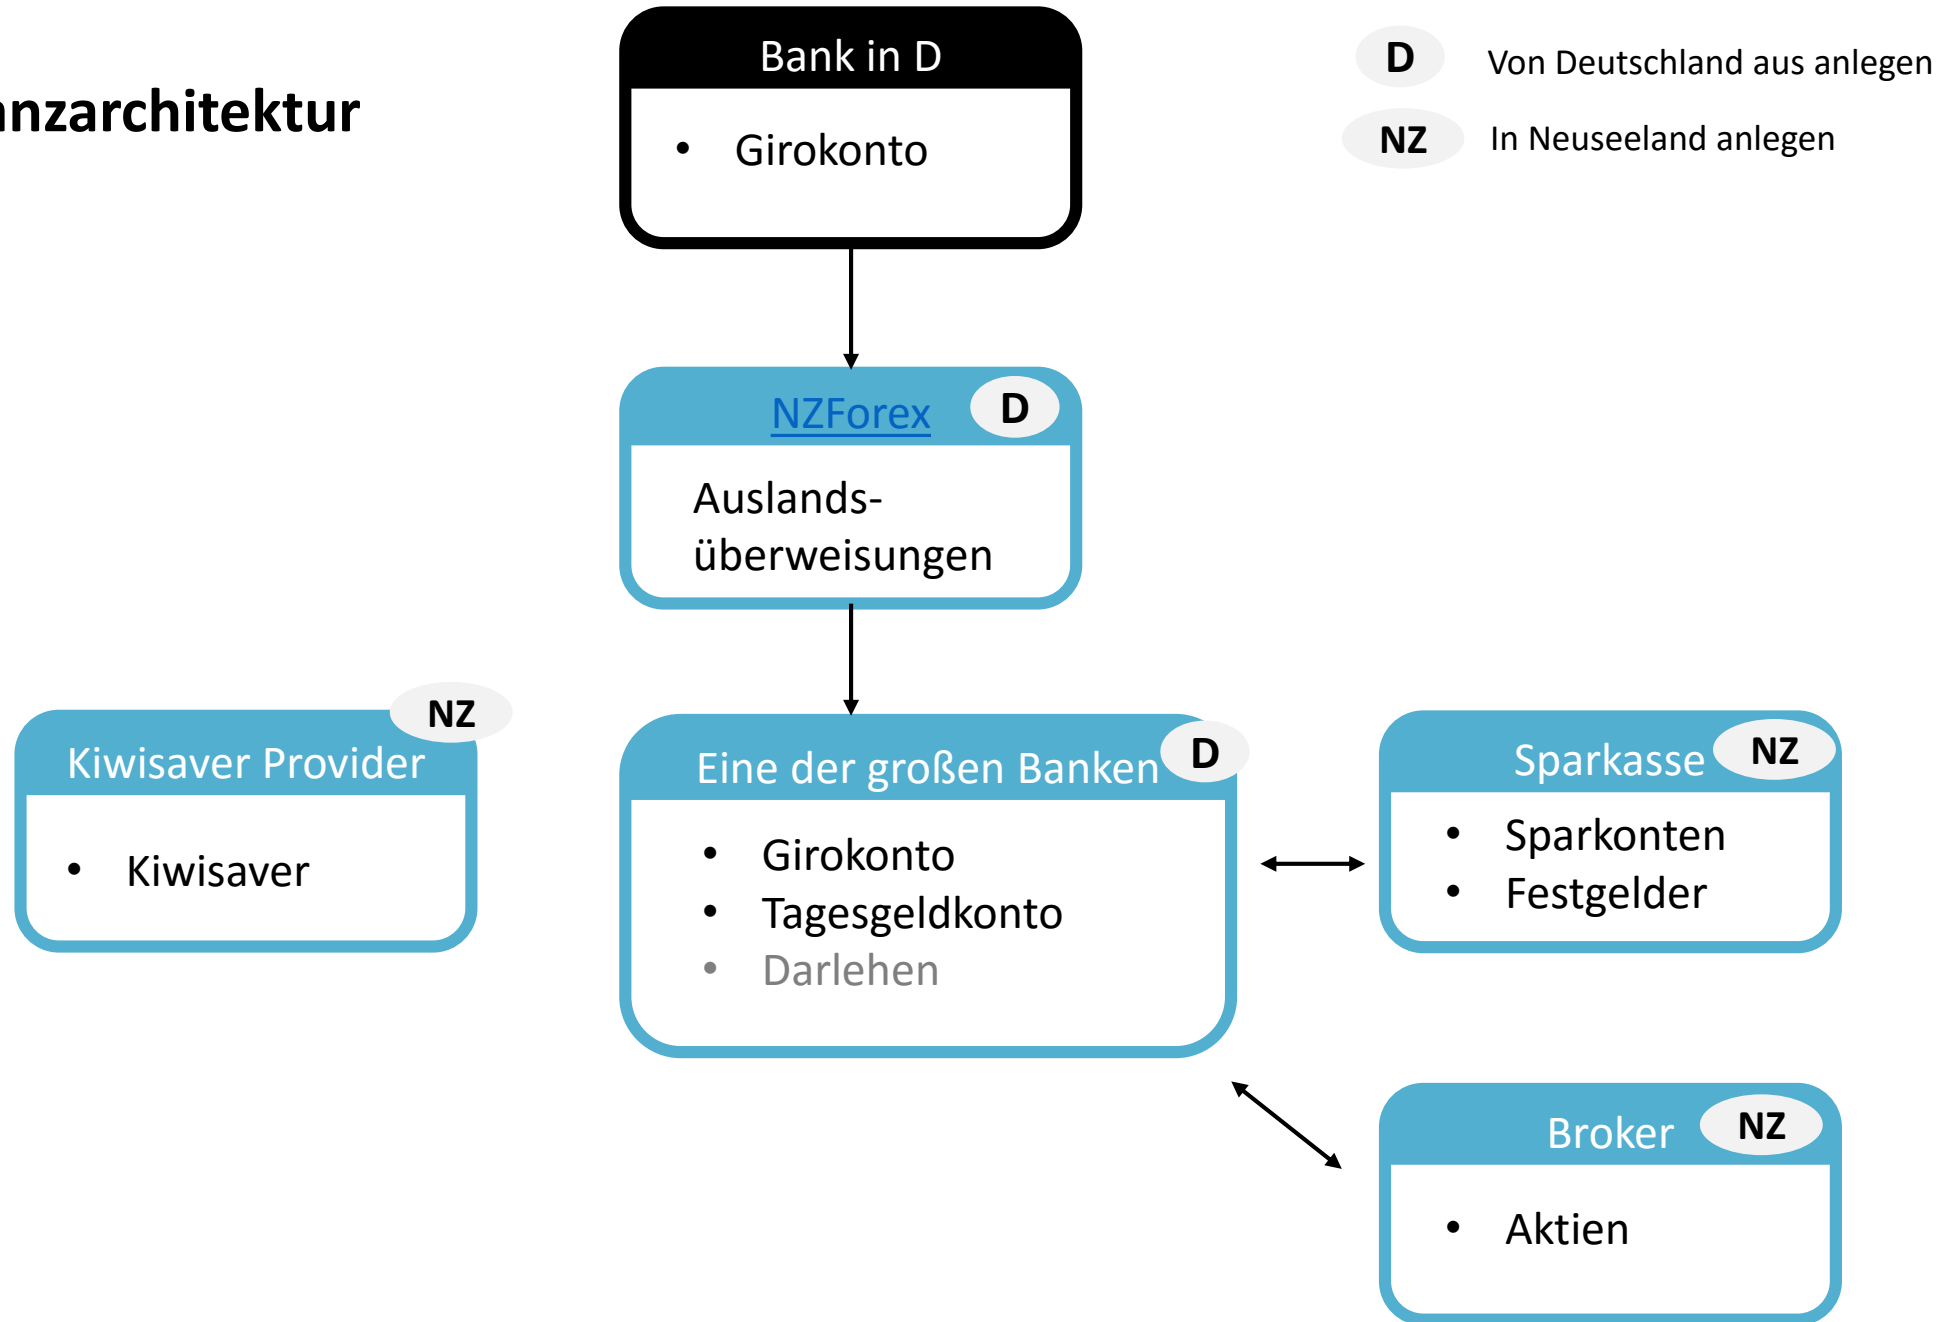 Bank in D
• Girokonto
D Von Deutschland aus anlegen
NZ In Neuseeland anlegen
anzarchitektur
NZForex D
Auslands-
überweisungen
NZ
Kiwisaver Provider
• Kiwisaver
Eine der großen Banken D
• Girokonto
• Tagesgeldkonto
• Darlehen
Sparkasse NZ
• Sparkonten
• Festgelder
Broker NZ
• Aktien